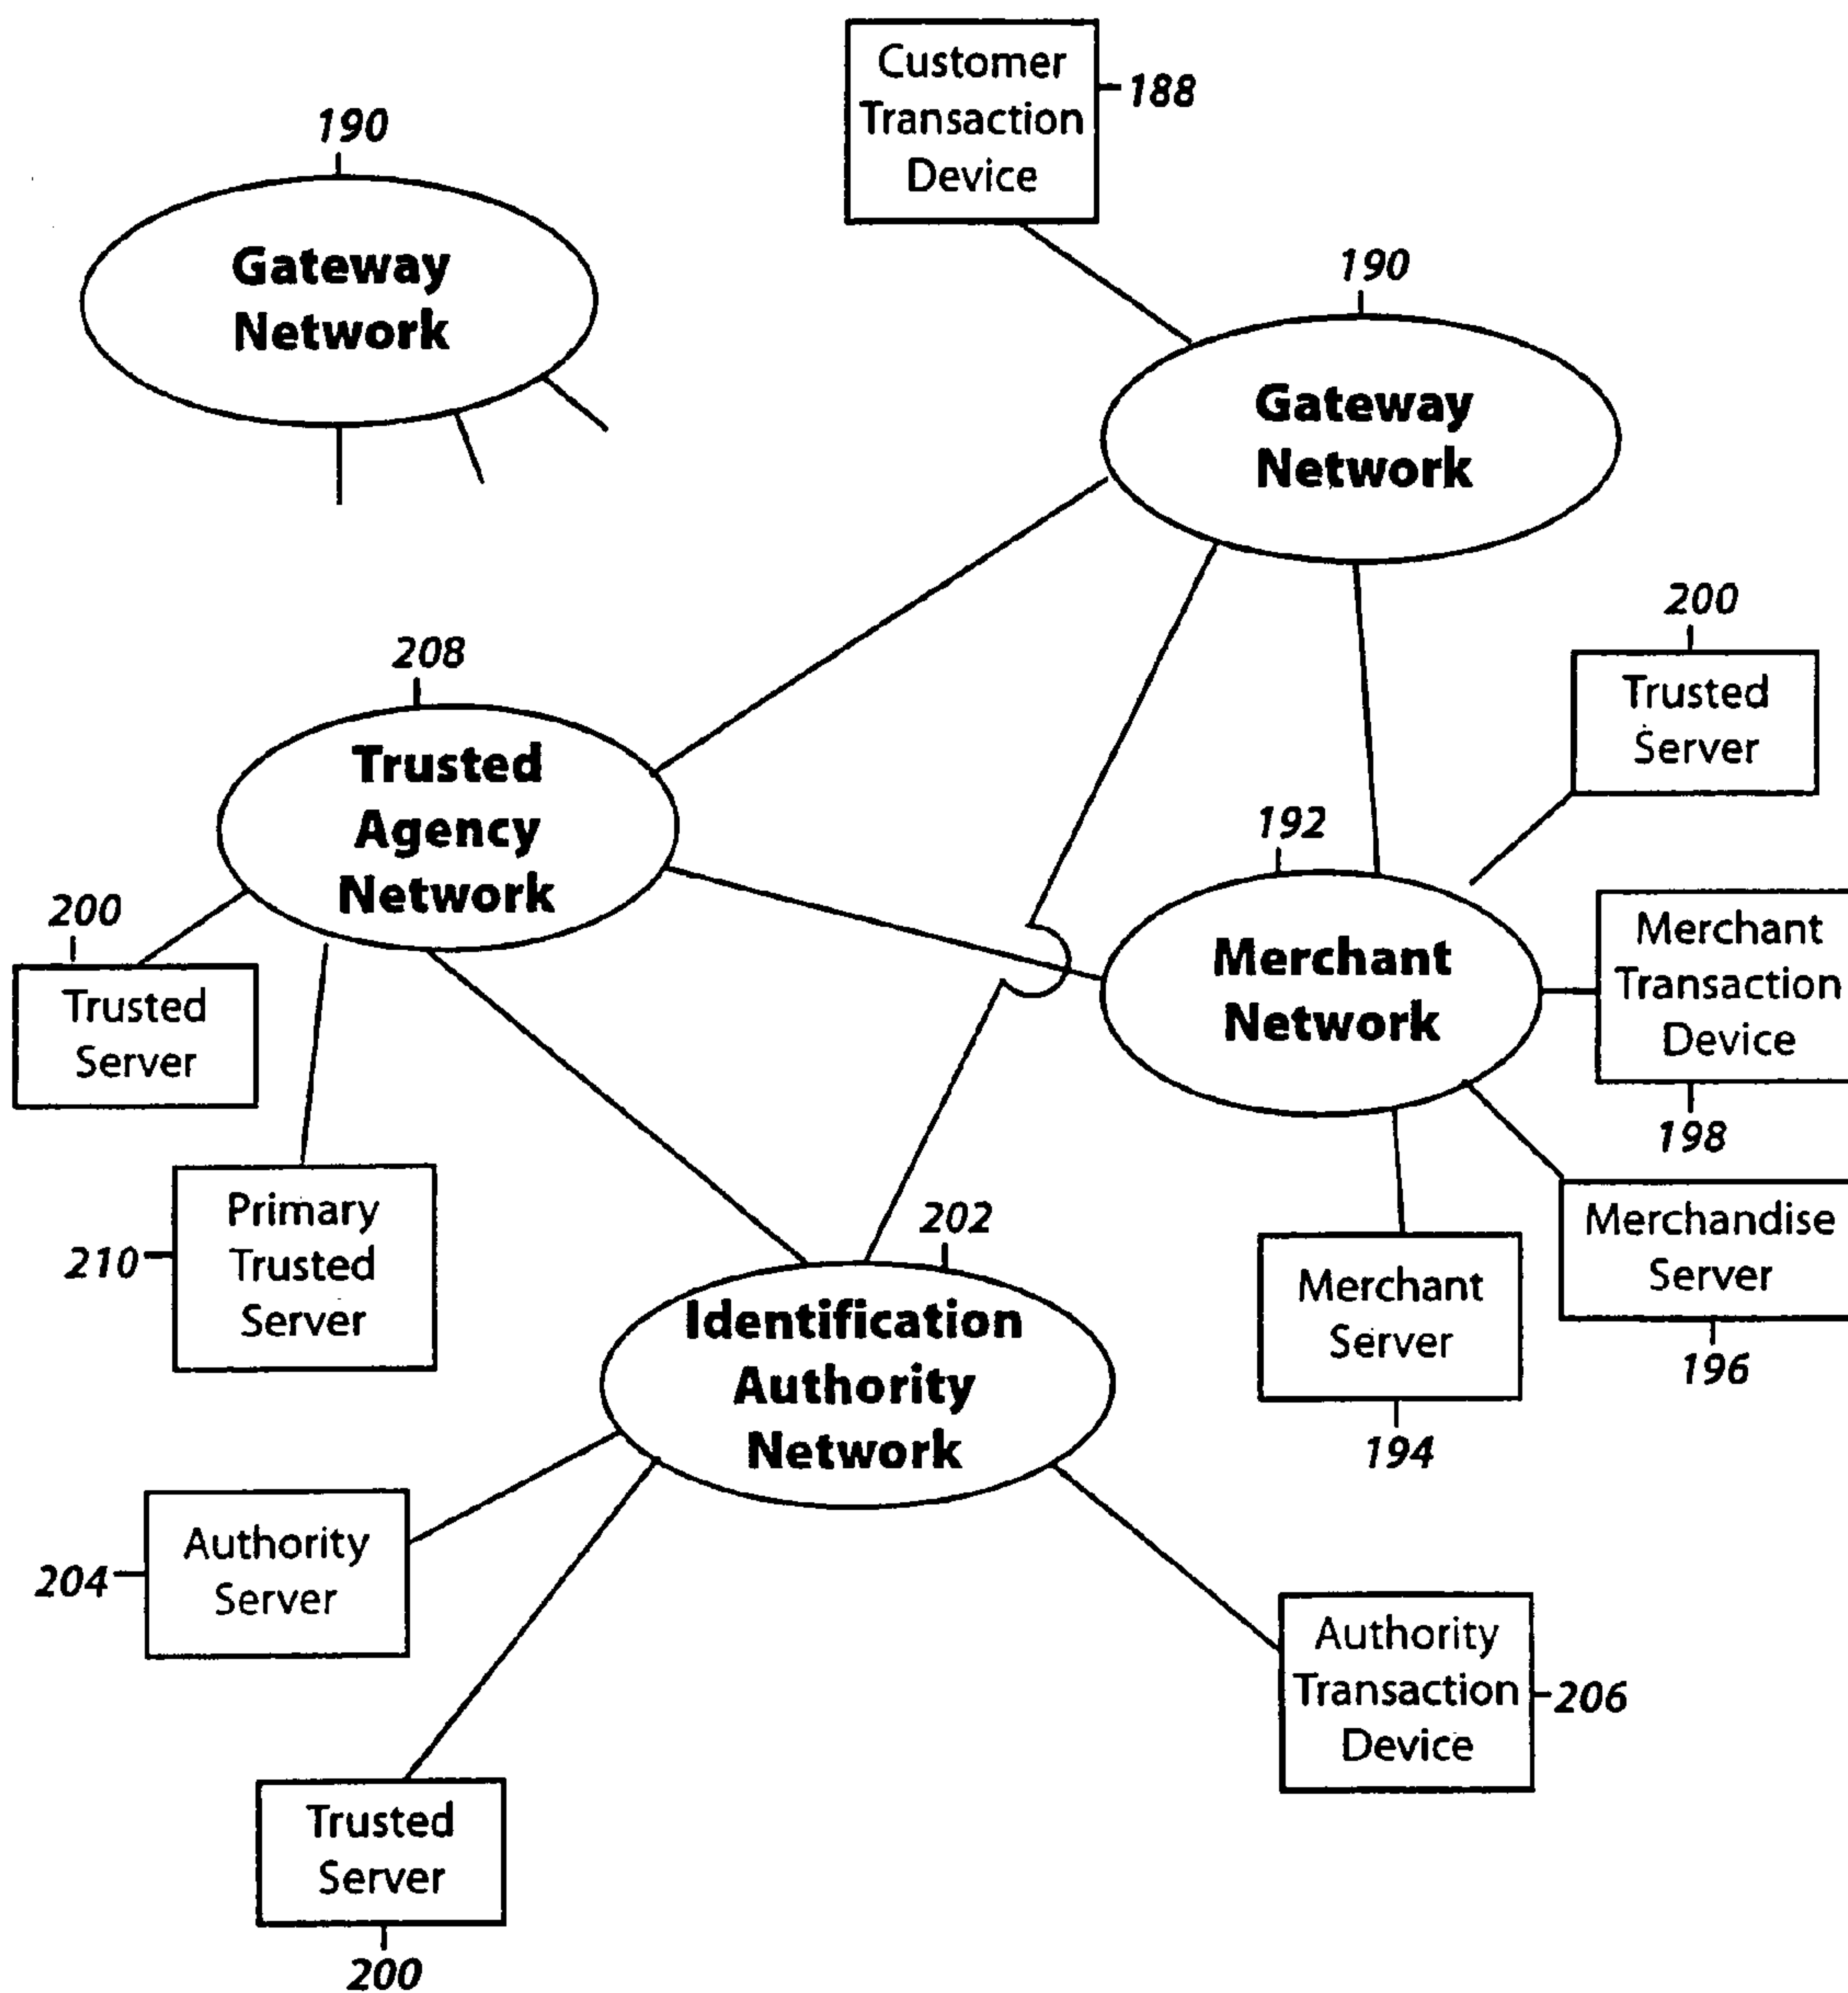 Customer
Transaction
Device
188
190
Gateway
Network
190
Gateway
Network
200
Trusted
Server
208
Trusted
Agency
Network
192
Merchant
Network
Merchant
Transaction
Device
198
200
Trusted
Server
Primary
Trusted
Server
210
202
Identification
Authority
Network
Merchandise
Server
196
Merchant
Server
194
Authority
Server
204
Authority
Transaction
Device
206
Trusted
Server
200